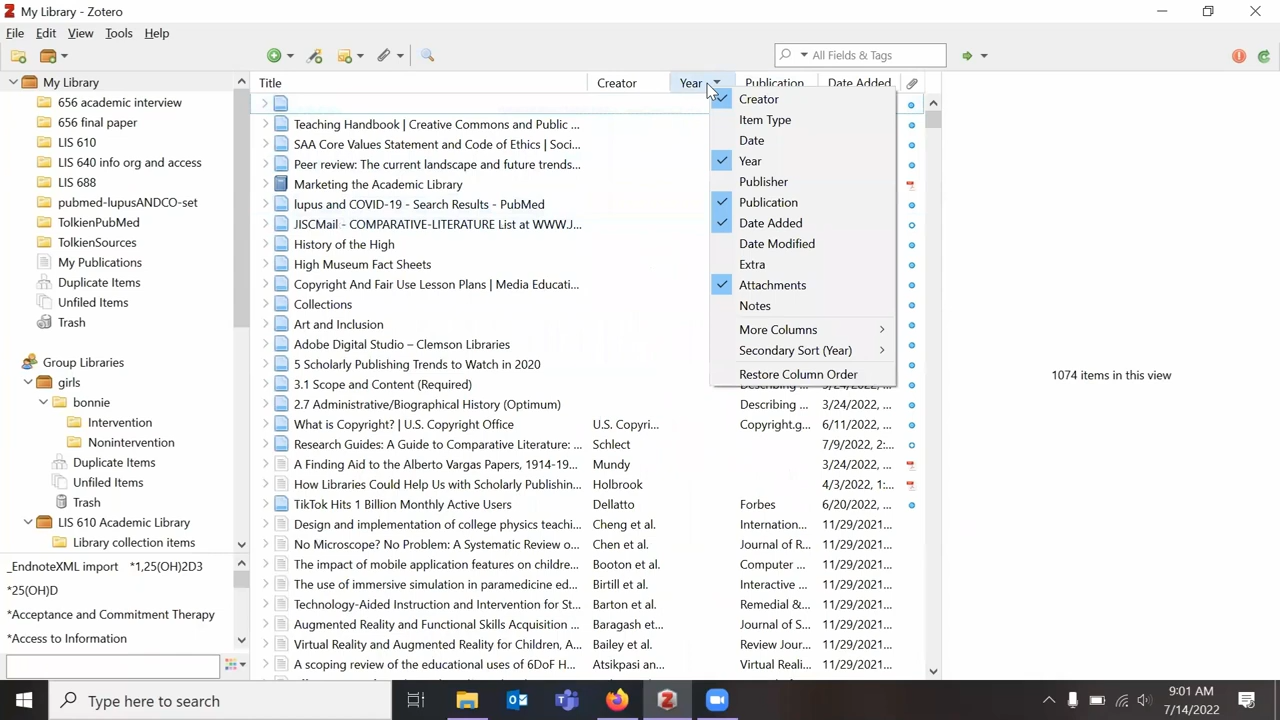 My Library - Zotero
File Edit View Tools Help
All Fields & Tags
My Library
656 academic interview
656 final paper
LIS 610
LIS 640 info org and access
LIS 688
pubmed-lupusANDCO-set
TolkienPubMed
TolkienSources
My Publications
Duplicate Items
Unfiled Items
Trash
Group Libraries
girls
bonnie
Intervention
Nonintervention
Duplicate Items
Unfiled Items
Trash
LIS 610 Academic Library
Library collection items
_EndnoteXML import *1,25(OH)2D3
*25(OH)D
*Acceptance and Commitment Therapy
*Access to Information
Title Creator Year Publication Date Added
Teaching Handbook | Creative Commons and Public ...
SAA Core Values Statement and Code of Ethics | Soci...
Peer review: The current landscape and future trends...
Marketing the Academic Library
lupus and COVID-19 - Search Results - PubMed
JISCMail - COMPARATIVE-LITERATURE List at WWW.J...
History of the High
High Museum Fact Sheets
Copyright And Fair Use Lesson Plans | Media Educati...
Collections
Art and Inclusion
Adobe Digital Studio – Clemson Libraries
5 Scholarly Publishing Trends to Watch in 2020
3.1 Scope and Content (Required) Describing ... 3/24/2022, ...
2.7 Administrative/Biographical History (Optimum) Describing ... 3/24/2022, ...
What is Copyright? | U.S. Copyright Office U.S. Copyri... Copyright.g... 3/24/2022, ...
Research Guides: A Guide to Comparative Literature: ... Schlect 7/9/2022, 2:...
A Finding Aid to the Alberto Vargas Papers, 1914-19... Mundy 3/24/2022, ...
How Libraries Could Help Us with Scholarly Publishin... Holbrook 4/3/2022, 1:...
TikTok Hits 1 Billion Monthly Active Users Dellatto Forbes 6/20/2022, ...
Design and implementation of college physics teachi... Cheng et al. Internation... 11/29/2021...
No Microscope? No Problem: A Systematic Review o... Chen et al. Journal of R... 11/29/2021...
The impact of mobile application features on childre... Booton et al. Computer ... 11/29/2021...
The use of immersive simulation in paramedicine ed... Birtill et al. Interactive ... 11/29/2021...
Technology-Aided Instruction and Intervention for St... Barton et al. Remedial &... 11/29/2021...
Augmented Reality and Functional Skills Acquisition ... Baragash et... Journal of S... 11/29/2021...
Virtual Reality and Augmented Reality for Children, A... Bailey et al. Review Jour... 11/29/2021...
A scoping review of the educational uses of 6DoF H... Atsikpasi an... Virtual Reali... 11/29/2021...
Creator
Item Type
Date
Year
Publisher
Publication
Date Added
Date Modified
Extra
Attachments
Notes
More Columns
Secondary Sort (Year)
Restore Column Order
1074 items in this view
Type here to search
9:01 AM
7/14/2022